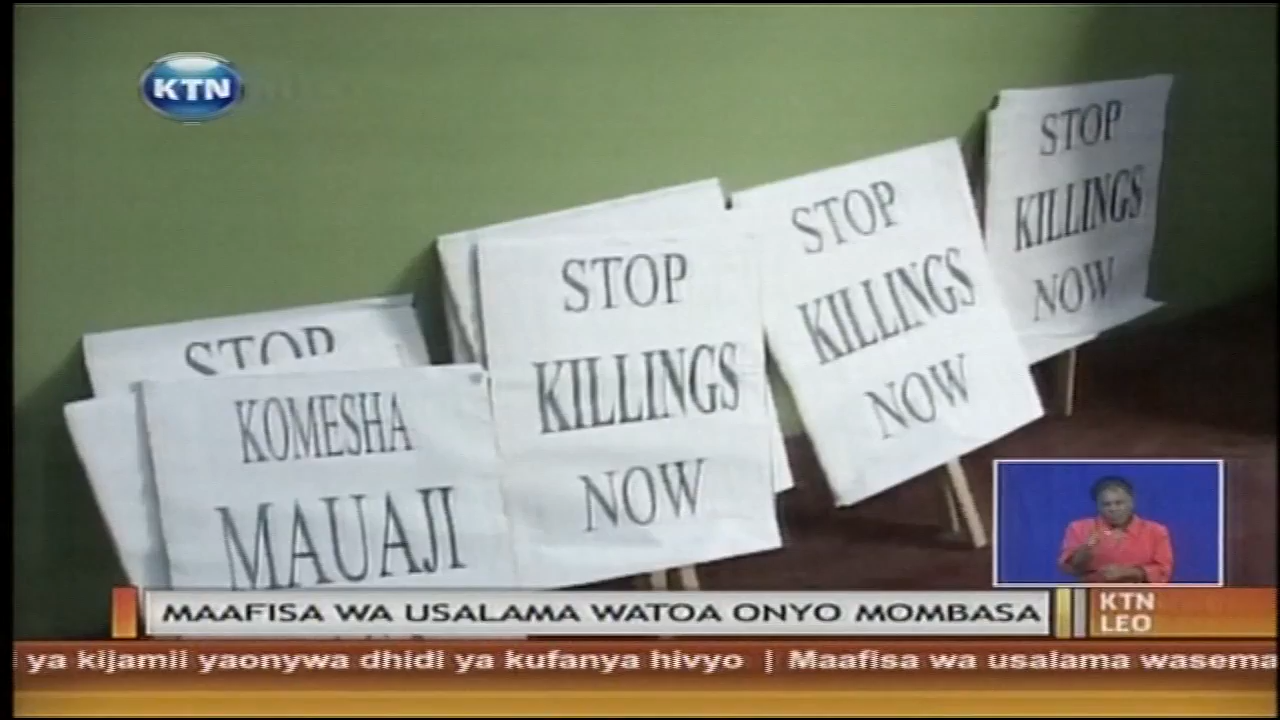 KTN
STOP
KILLINGS
NOW
STOP
KILLINGS
NOW
STOP
KILLINGS
NOW
STOP
KOMESHA
MAUAJI
MAAFISA WA USALAMA WATOA ONYO MOMBASA
KTN
LEO
ya kijamii yaonywa dhidi ya kufanya hivyo | Maafisa wa usalama wasema